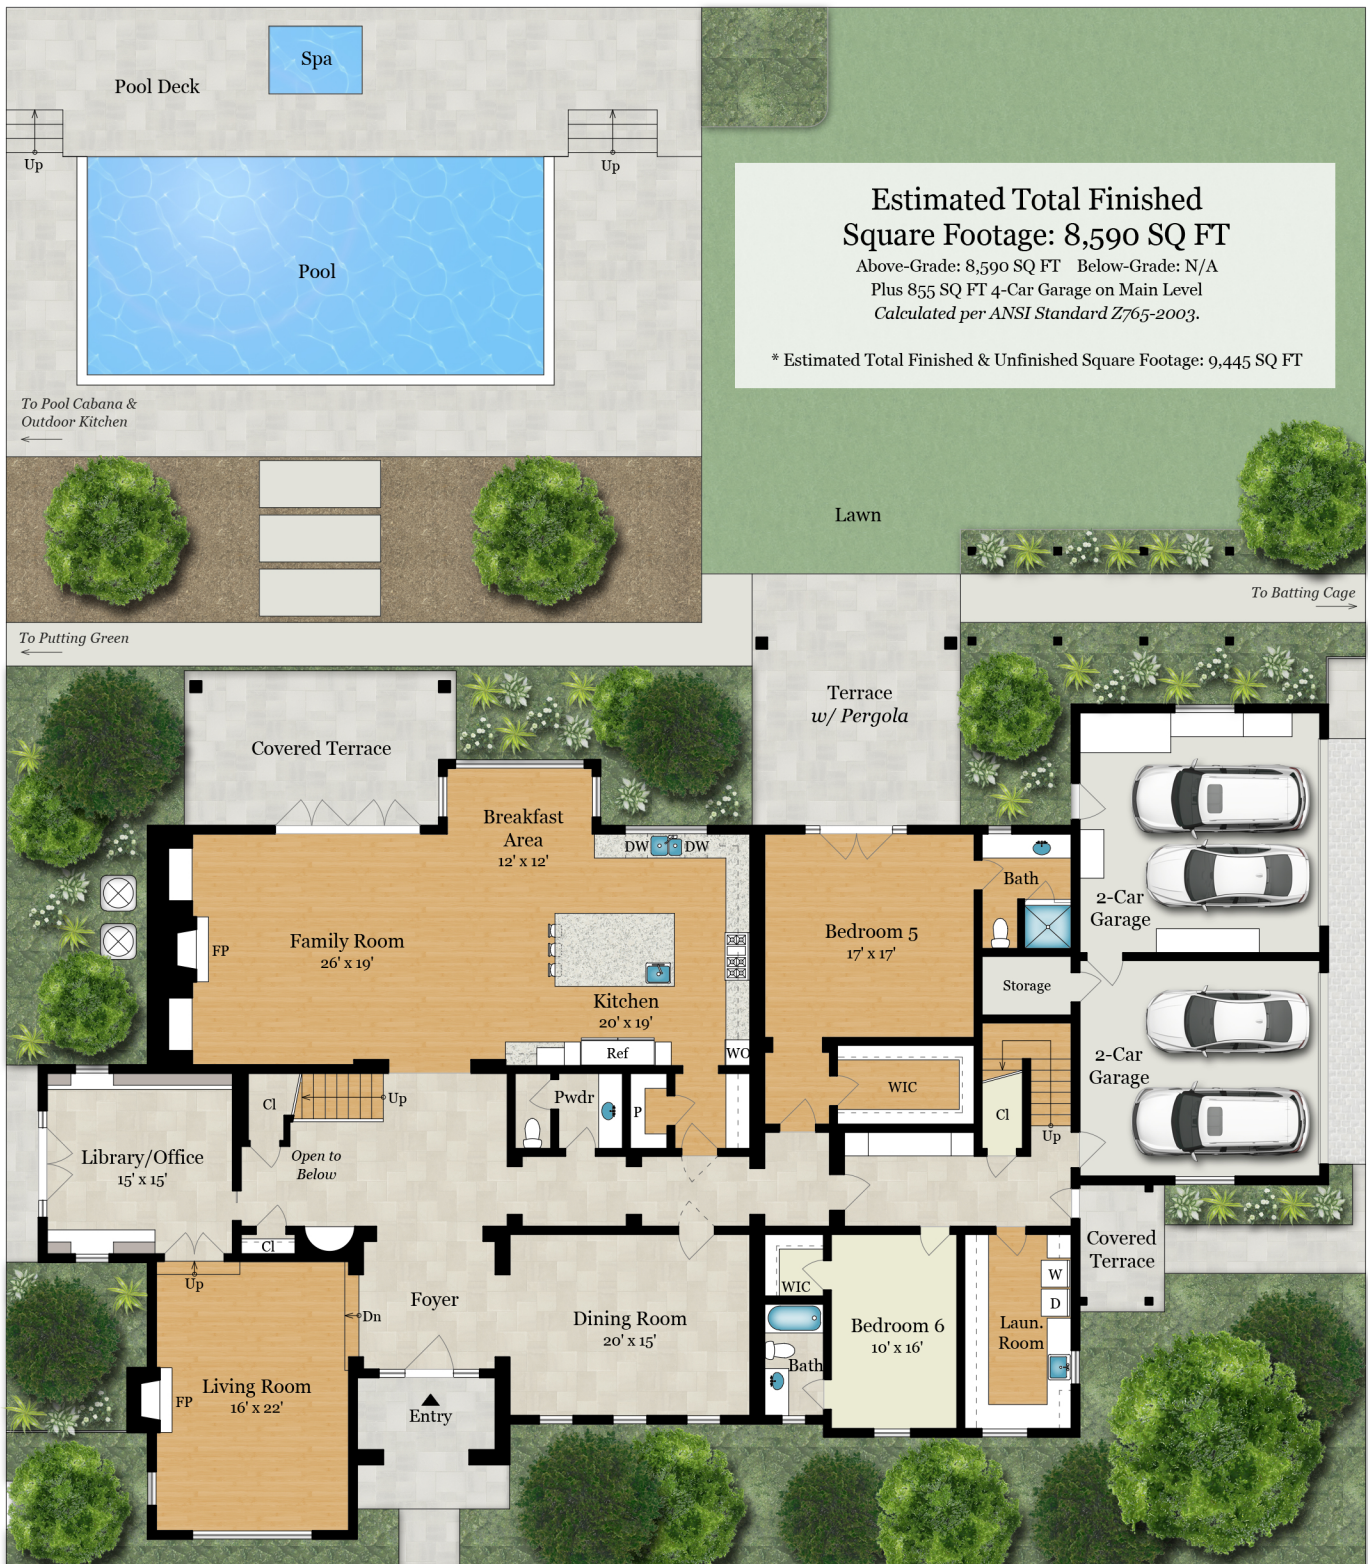 Spa
Pool Deck
Up
Up
Pool
Estimated Total Finished
Square Footage: 8,590 SQ FT
Above-Grade: 8,590 SQ FT Below-Grade: N/A
Plus 855 SQ FT 4-Car Garage on Main Level
Calculated per ANSI Standard Z765-2003.
* Estimated Total Finished & Unfinished Square Footage: 9,445 SQ FT
To Pool Cabana &
Outdoor Kitchen
Lawn
To Batting Cage
To Putting Green
Terrace
w/ Pergola
Covered Terrace
Breakfast
Area
12' x 12'
DW
DW
Bath
2-Car
Garage
Family Room
26' x 19'
FP
Bedroom 5
17' x 17'
Kitchen
20' x 19'
Storage
Ref
WO
2-Car
Garage
WIC
Cl
Up
Pwdr
P
Cl
Up
Library/Office
15' x 15'
Open to
Below
Cl
Up
Covered
Terrace
WIC
W
D
Foyer
Dn
Dining Room
20' x 15'
Bedroom 6
10' x 16'
Laun.
Room
Bath
Living Room
16' x 22'
FP
Entry